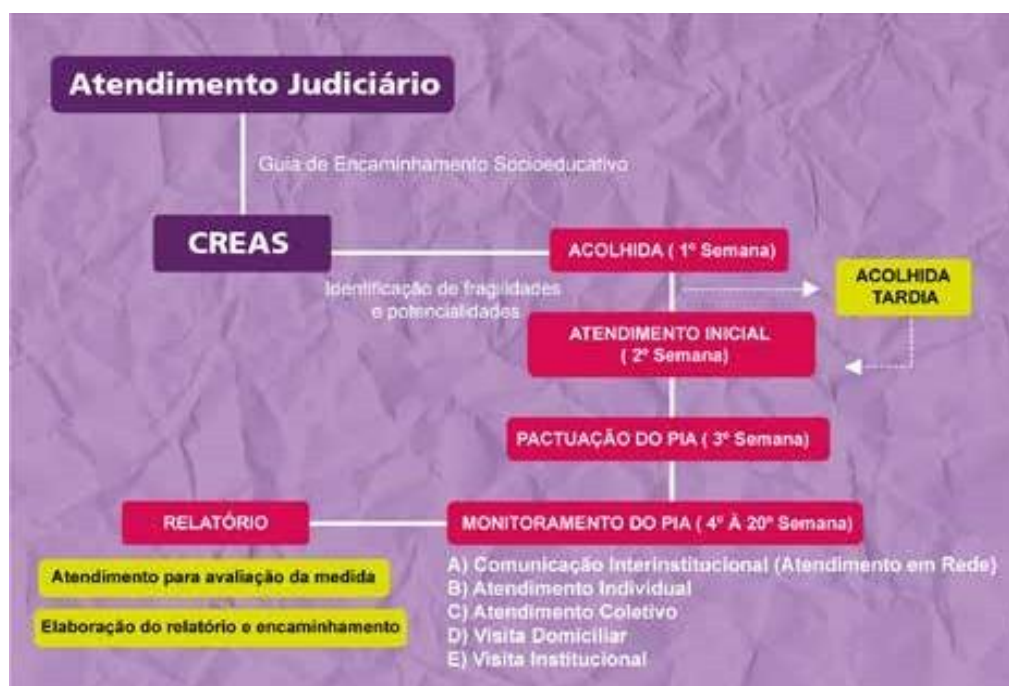 Atendimento Judiciário
Guia de Encaminhamento Socioeducativo
CREAS
ACOLHIDA ( 1º Semana)
Identificação de fragilidades
e potencialidades
ACOLHIDA
TARDIA
ATENDIMENTO INICIAL
( 2º Semana)
PACTUAÇÃO DO PIA ( 3º Semana)
RELATÓRIO
MONITORAMENTO DO PIA ( 4º À 20º Semana)
Atendimento para avaliação da medida
Elaboração do relatório e encaminhamento
A) Comunicação Interinstitucional (Atendimento em Rede)
B) Atendimento Individual
C) Atendimento Coletivo
D) Visita Domiciliar
E) Visita Institucional